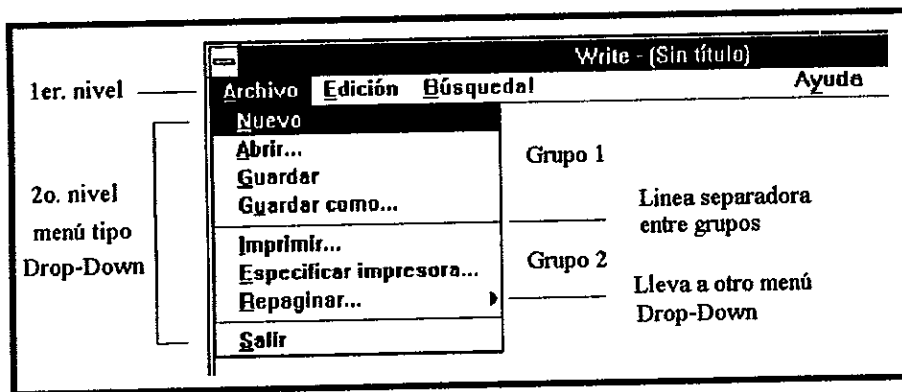 Write - (Sin título)
1er. nivel
Archivo Edición Búsqueda! Ayuda
2o. nivel
menú tipo
Drop-Down
Nuevo
Abrir...
Guardar
Guardar como...
Imprimir...
Especificar impresora...
Repaginar...
Salir
Grupo 1
Linea separadora
entre grupos
Grupo 2
Lleva a otro menú
Drop-Down